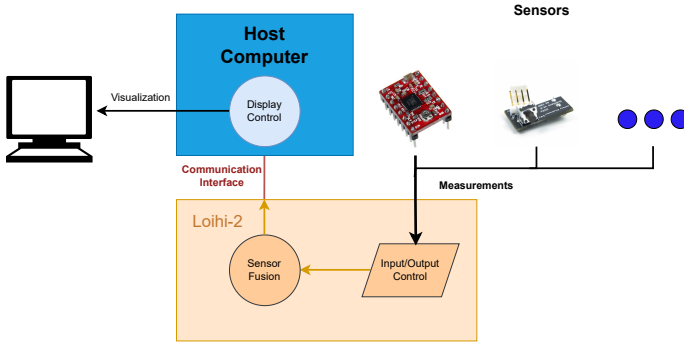 Sensors
Host
Computer
Visualization
Display
Control
Communication
Interface
Measurements
Loihi-2
Sensor
Fusion
Input/Output
Control